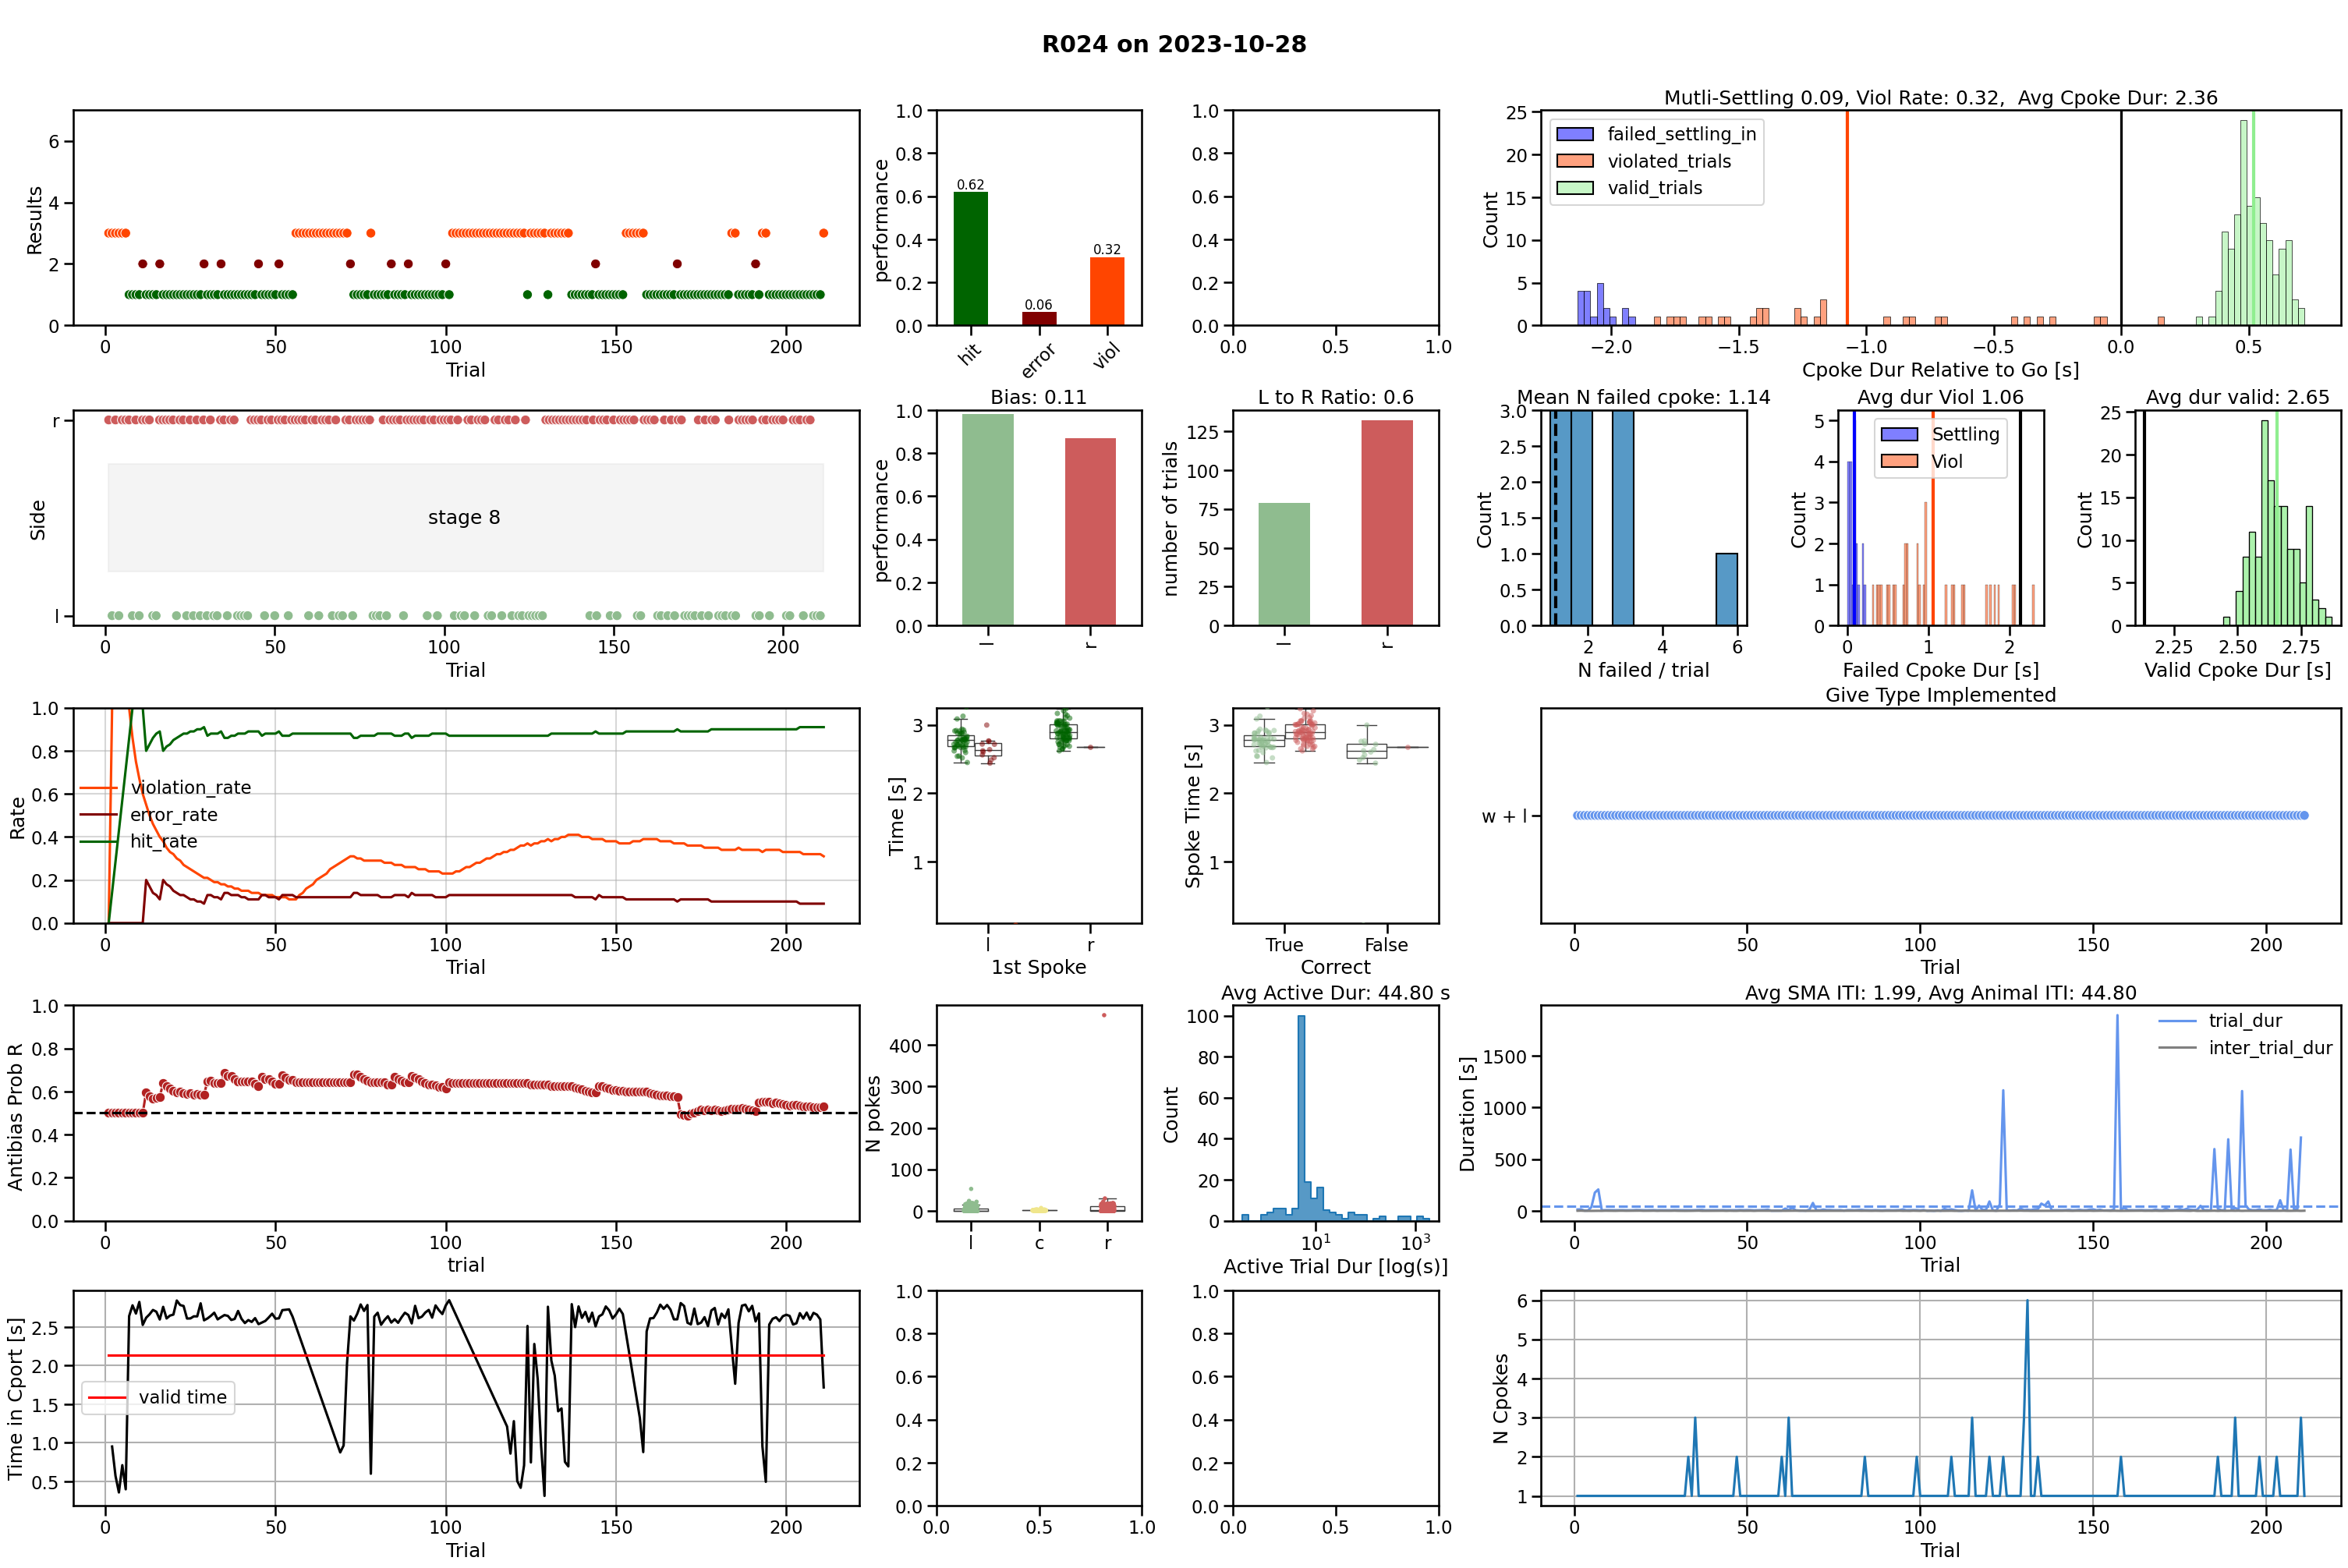 R024 on 2023-10-28
Results
6
4
2
0
0
50
100
150
200
Trial
performance
1.0
0.8
0.6
0.4
0.2
0.0
0.62
0.06
0.32
hit
error
viol
1.0
0.8
0.6
0.4
0.2
0.0
0.0
0.5
1.0
Mutli-Settling 0.09, Viol Rate: 0.32,  Avg Cpoke Dur: 2.36
failed_settling_in
violated_trials
valid_trials
Count
25
20
15
10
5
0
−2.0
−1.5
−1.0
−0.5
0.0
0.5
Cpoke Dur Relative to Go [s]
Side
r
l
stage 8
0
50
100
150
200
Trial
Bias: 0.11
performance
1.0
0.8
0.6
0.4
0.2
0.0
l
r
L to R Ratio: 0.6
number of trials
125
100
75
50
25
0
l
r
Mean N failed cpoke: 1.14
Count
3.0
2.5
2.0
1.5
1.0
0.5
0.0
2
4
6
N failed / trial
Avg dur Viol 1.06
Settling
Viol
Count
5
4
3
2
1
0
0
1
2
Failed Cpoke Dur [s]
Avg dur valid: 2.65
Count
25
20
15
10
5
0
2.25
2.50
2.75
Valid Cpoke Dur [s]
Rate
1.0
0.8
0.6
0.4
0.2
0.0
violation_rate
error_rate
hit_rate
0
50
100
150
200
Trial
Time [s]
3
2
1
l
r
1st Spoke
Spoke Time [s]
3
2
1
True
False
Correct
Give Type Implemented
w + l
0
50
100
150
200
Trial
Antibias Prob R
1.0
0.8
0.6
0.4
0.2
0.0
0
50
100
150
200
trial
N pokes
400
300
200
100
0
l
c
r
Avg Active Dur: 44.80 s
Count
100
80
60
40
20
0
10¹
10³
Active Trial Dur [log(s)]
Avg SMA ITI: 1.99, Avg Animal ITI: 44.80
trial_dur
inter_trial_dur
Duration [s]
1500
1000
500
0
0
50
100
150
200
Trial
Time in Cport [s]
2.5
2.0
1.5
1.0
0.5
valid time
0
50
100
150
200
Trial
1.0
0.8
0.6
0.4
0.2
0.0
0.0
0.5
1.0
1.0
0.8
0.6
0.4
0.2
0.0
0.0
0.5
1.0
N Cpokes
6
5
4
3
2
1
0
50
100
150
200
Trial